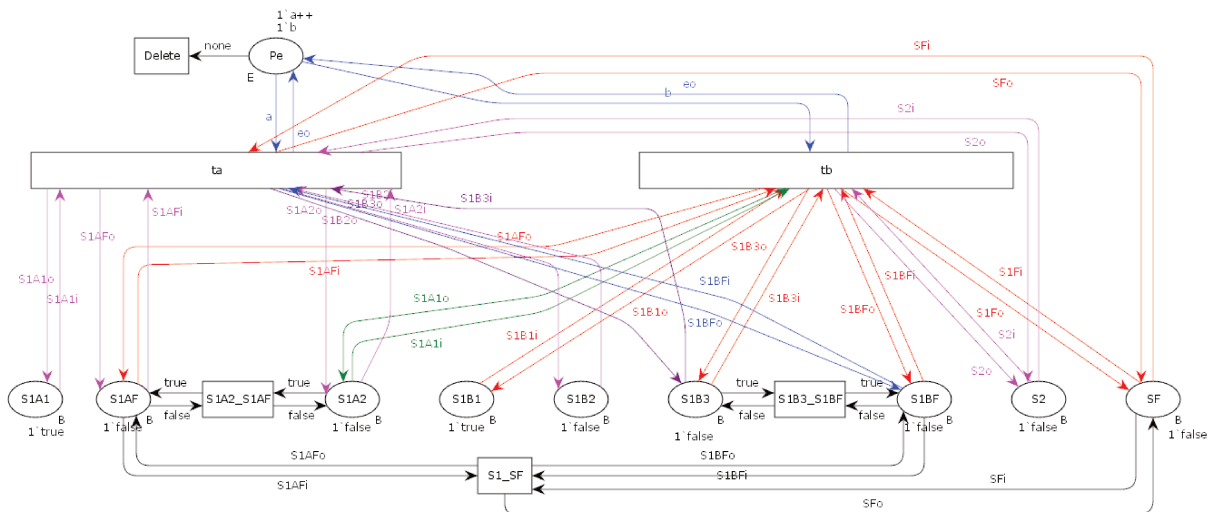 1`a++
1`b
Delete
none
Pe
E
SFi
SFo
eo
b
a
eo
S2i
S2o
ta
tb
S1B2i
S1B3o
S1A2o
S1B2o
S1A2i
S1B3i
S1AFi
S1AFo
S1AFo
S1AFi
S1B3o
S1B3i
S1BFi
S1BFo
S1BFi
S1BFo
S1Fi
S1Fo
S1A1o
S1A1i
S1A1o
S1A1i
S1B1o
S1B1i
S2i
S2o
true
true
true
true
S1A1
S1AF
S1A2_S1AF
S1A2
S1B1
S1B2
S1B3
S1B3_S1BF
S1BF
S2
SF
false
false
false
false
B
B
B
B
B
B
B
B
B
1`true
1`false
1`false
1`true
1`false
1`false
1`false
1`false
1`false
S1AFo
S1BFo
S1_SF
S1AFi
S1BFi
SFi
SFo